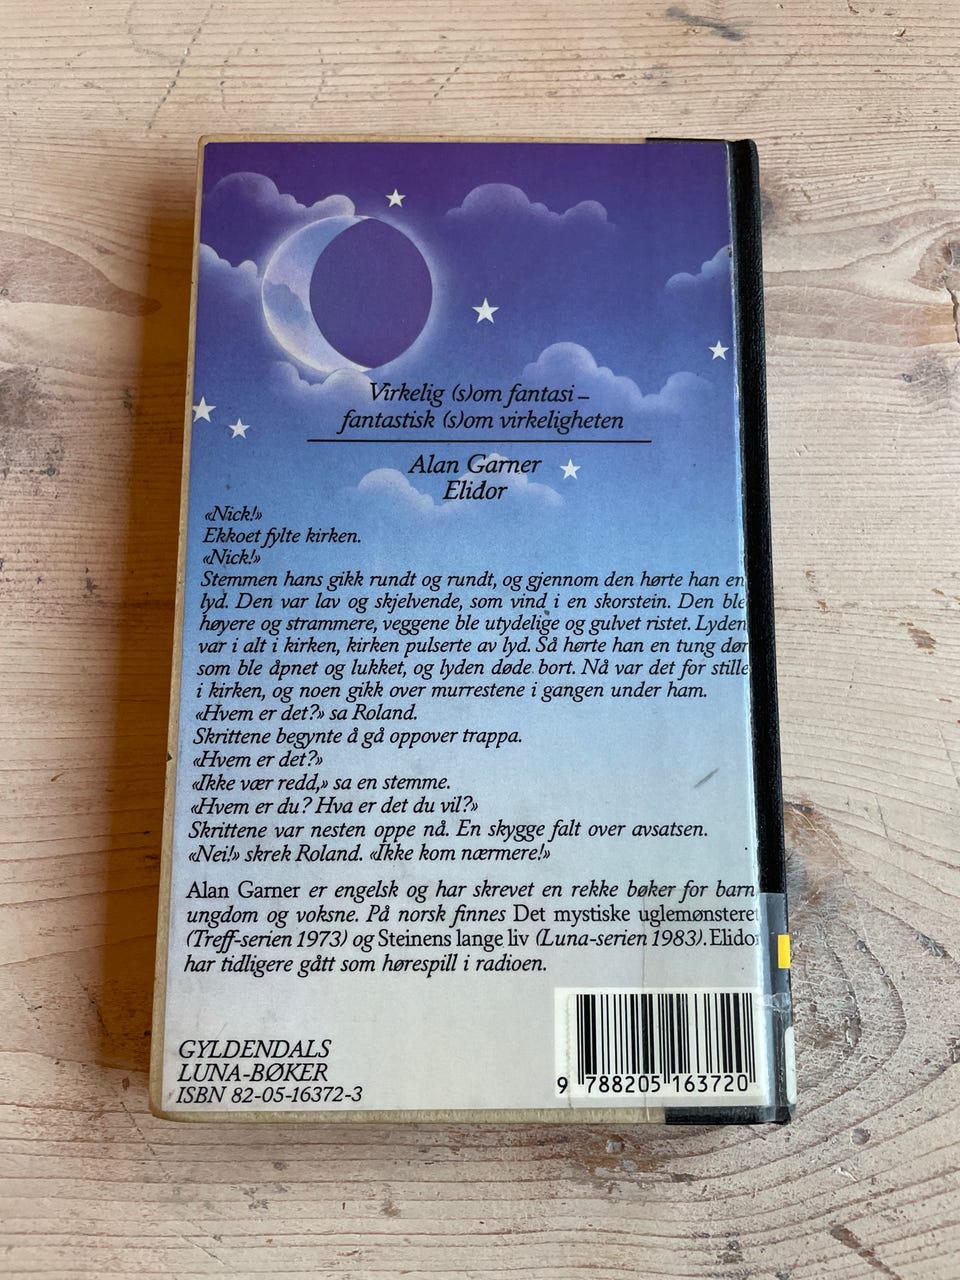 Virkelig (s)om fantasi –
fantastisk (s)om virkeligheten
Alan Garner
Elidor
«Nick!»
Ekkoet fylte kirken.
«Nick!»
Stemmen hans gikk rundt og rundt, og gjennom den hørte han en
lyd. Den var lav og skjelvende, som vind i en skorstein. Den ble
høyere og strammere, veggene ble utydelige og gulvet ristet. Lyden
var i alt i kirken, kirken pulserte av lyd. Så hørte han en tung dør
som ble åpnet og lukket, og lyden døde bort. Nå var det for stille
i kirken, og noen gikk over murrestene i gangen under ham.
«Hvem er det?» sa Roland.
Skrittene begynte å gå oppover trappa.
«Hvem er det?»
«Ikke vær redd,» sa en stemme.
«Hvem er du? Hva er det du vil?»
Skrittene var nesten oppe nå. En skygge falt over avsatsen.
«Nei!» skrek Roland. «Ikke kom nærmere!»
Alan Garner er engelsk og har skrevet en rekke bøker for barn
ungdom og voksne. På norsk finnes Det mystiske uglemønsteret
(Treff-serien 1973) og Steinens lange liv (Luna-serien 1983). Elidor
har tidligere gått som hørespill i radioen.
GYLDENDALS
LUNA-BØKER
ISBN 82-05-16372-3
9 788205 163720